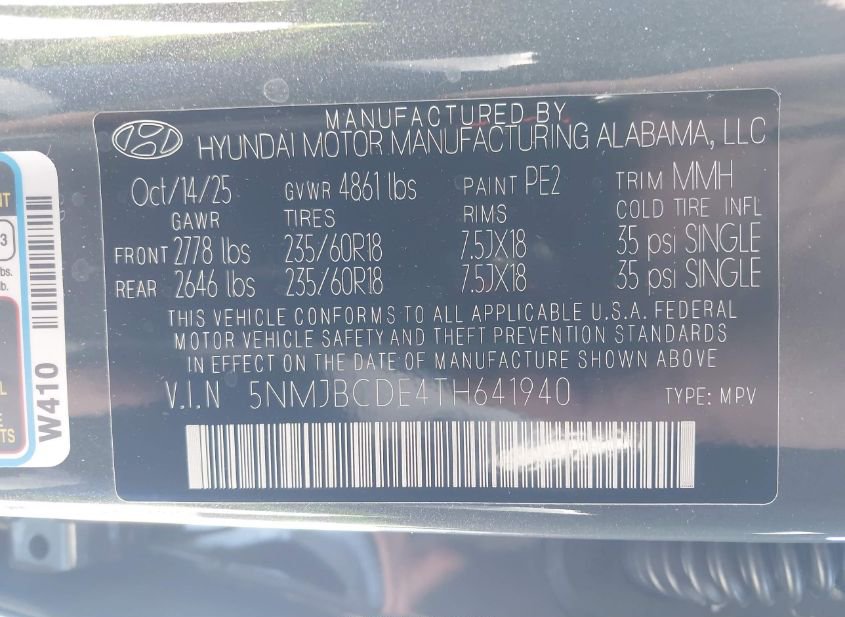 MANUFACTURED BY
HYUNDAI MOTOR MANUFACTURING ALABAMA, LLC
Oct/14/25 GVWR 4861 lbs PAINT PE2 TRIM MMH
GAWR TIRES RIMS COLD TIRE INFL
FRONT 2778 lbs 235/60R18 7.5JX18 35 psi SINGLE
REAR 2646 lbs 235/60R18 7.5JX18 35 psi SINGLE
THIS VEHICLE CONFORMS TO ALL APPLICABLE U.S.A. FEDERAL
MOTOR VEHICLE SAFETY AND THEFT PREVENTION STANDARDS
IN EFFECT ON THE DATE OF MANUFACTURE SHOWN ABOVE
V.I.N 5NMJBCDE4TH641940 TYPE: MPV
W410